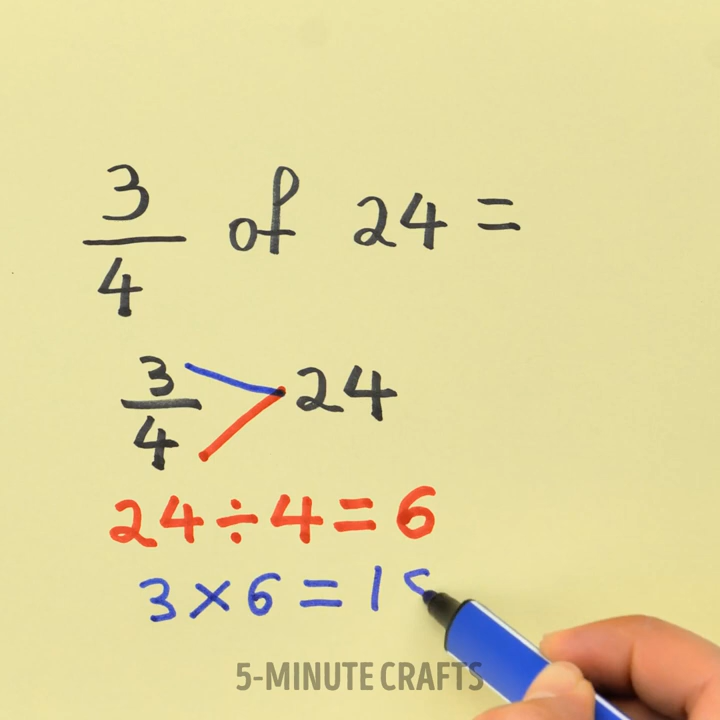 3/4 of 24 =
3/4 24
24÷4=6
3×6=1
5-MINUTE CRAFTS